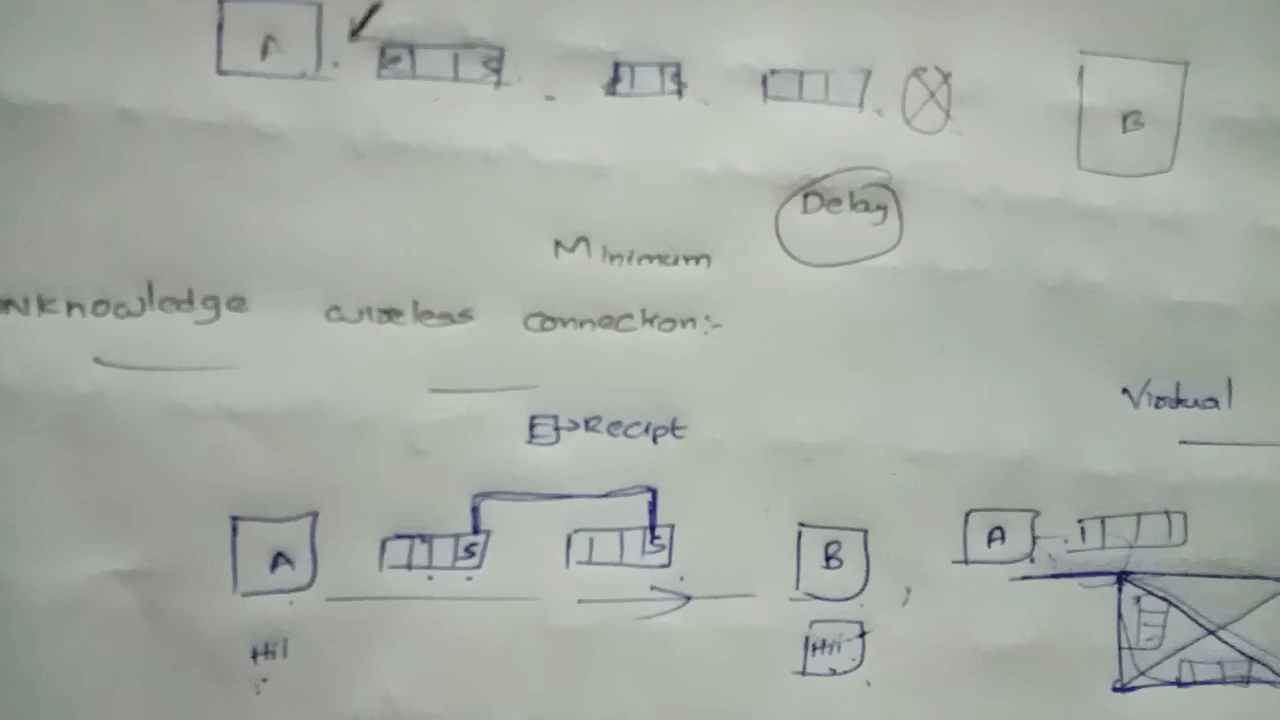 A
B
Delay
Minimum
nknowledge wireless connection:-
Virtual
→ Recipt
A S S B A
Hi! Hi!